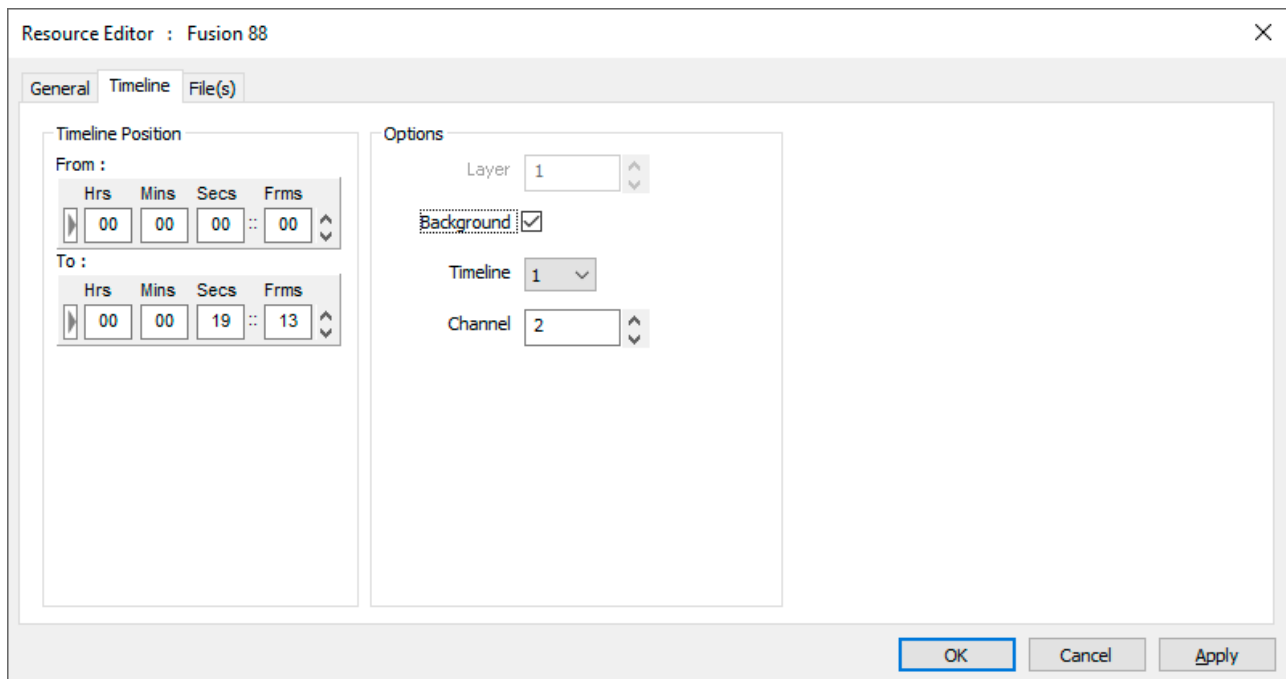 Resource Editor : Fusion 88
General Timeline File(s)
Timeline Position
From :
Hrs Mins Secs Frms
00 00 00 :: 00
To :
Hrs Mins Secs Frms
00 00 19 :: 13
Options
Layer 1
Background
Timeline 1
Channel 2
OK Cancel Apply